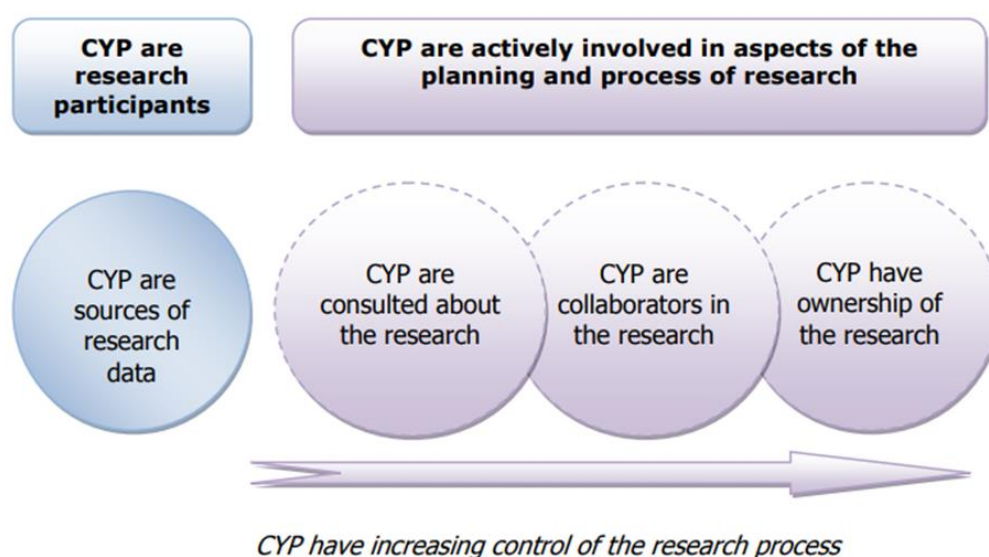 CYP are
research
participants
CYP are actively involved in aspects of the
planning and process of research
CYP are
sources of
research
data
CYP are
consulted about
the research
CYP are
collaborators in
the research
CYP have
ownership of
the research
CYP have increasing control of the research process